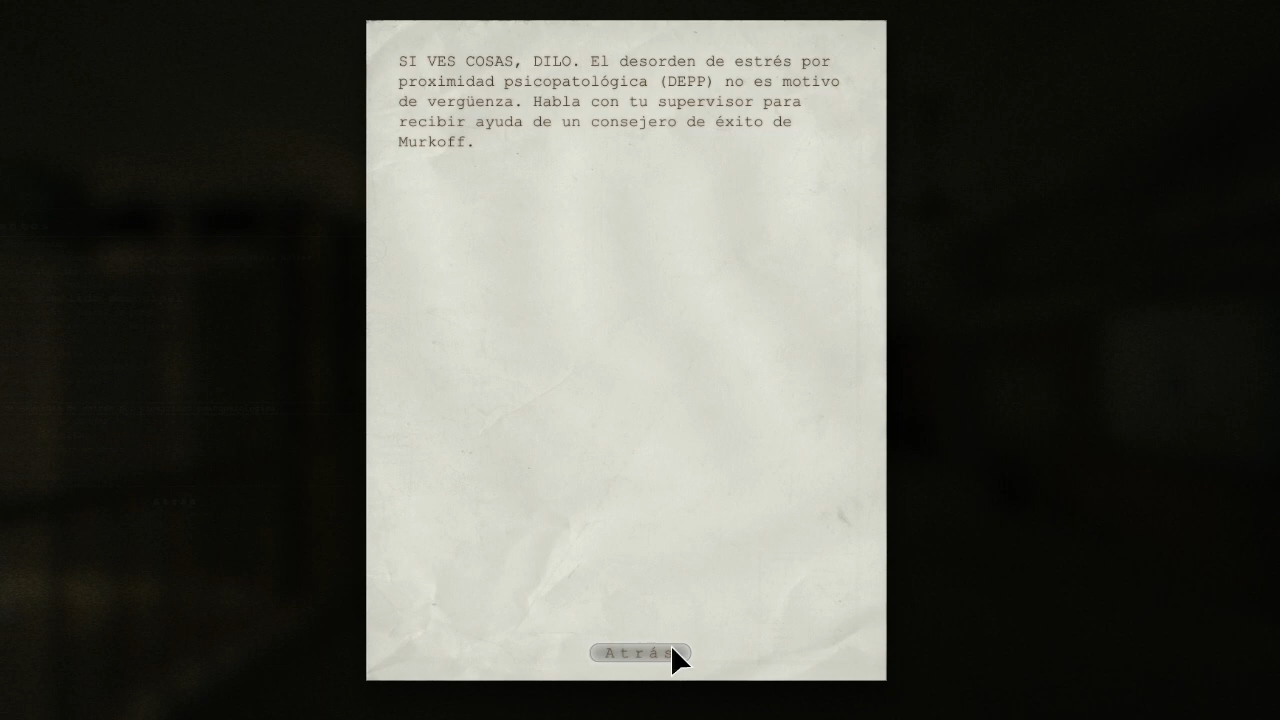 SI VES COSAS, DILO. El desorden de estrés por
proximidad psicopatológica (DEPP) no es motivo
de vergüenza. Habla con tu supervisor para
recibir ayuda de un consejero de éxito de
Murkoff.
Atrás